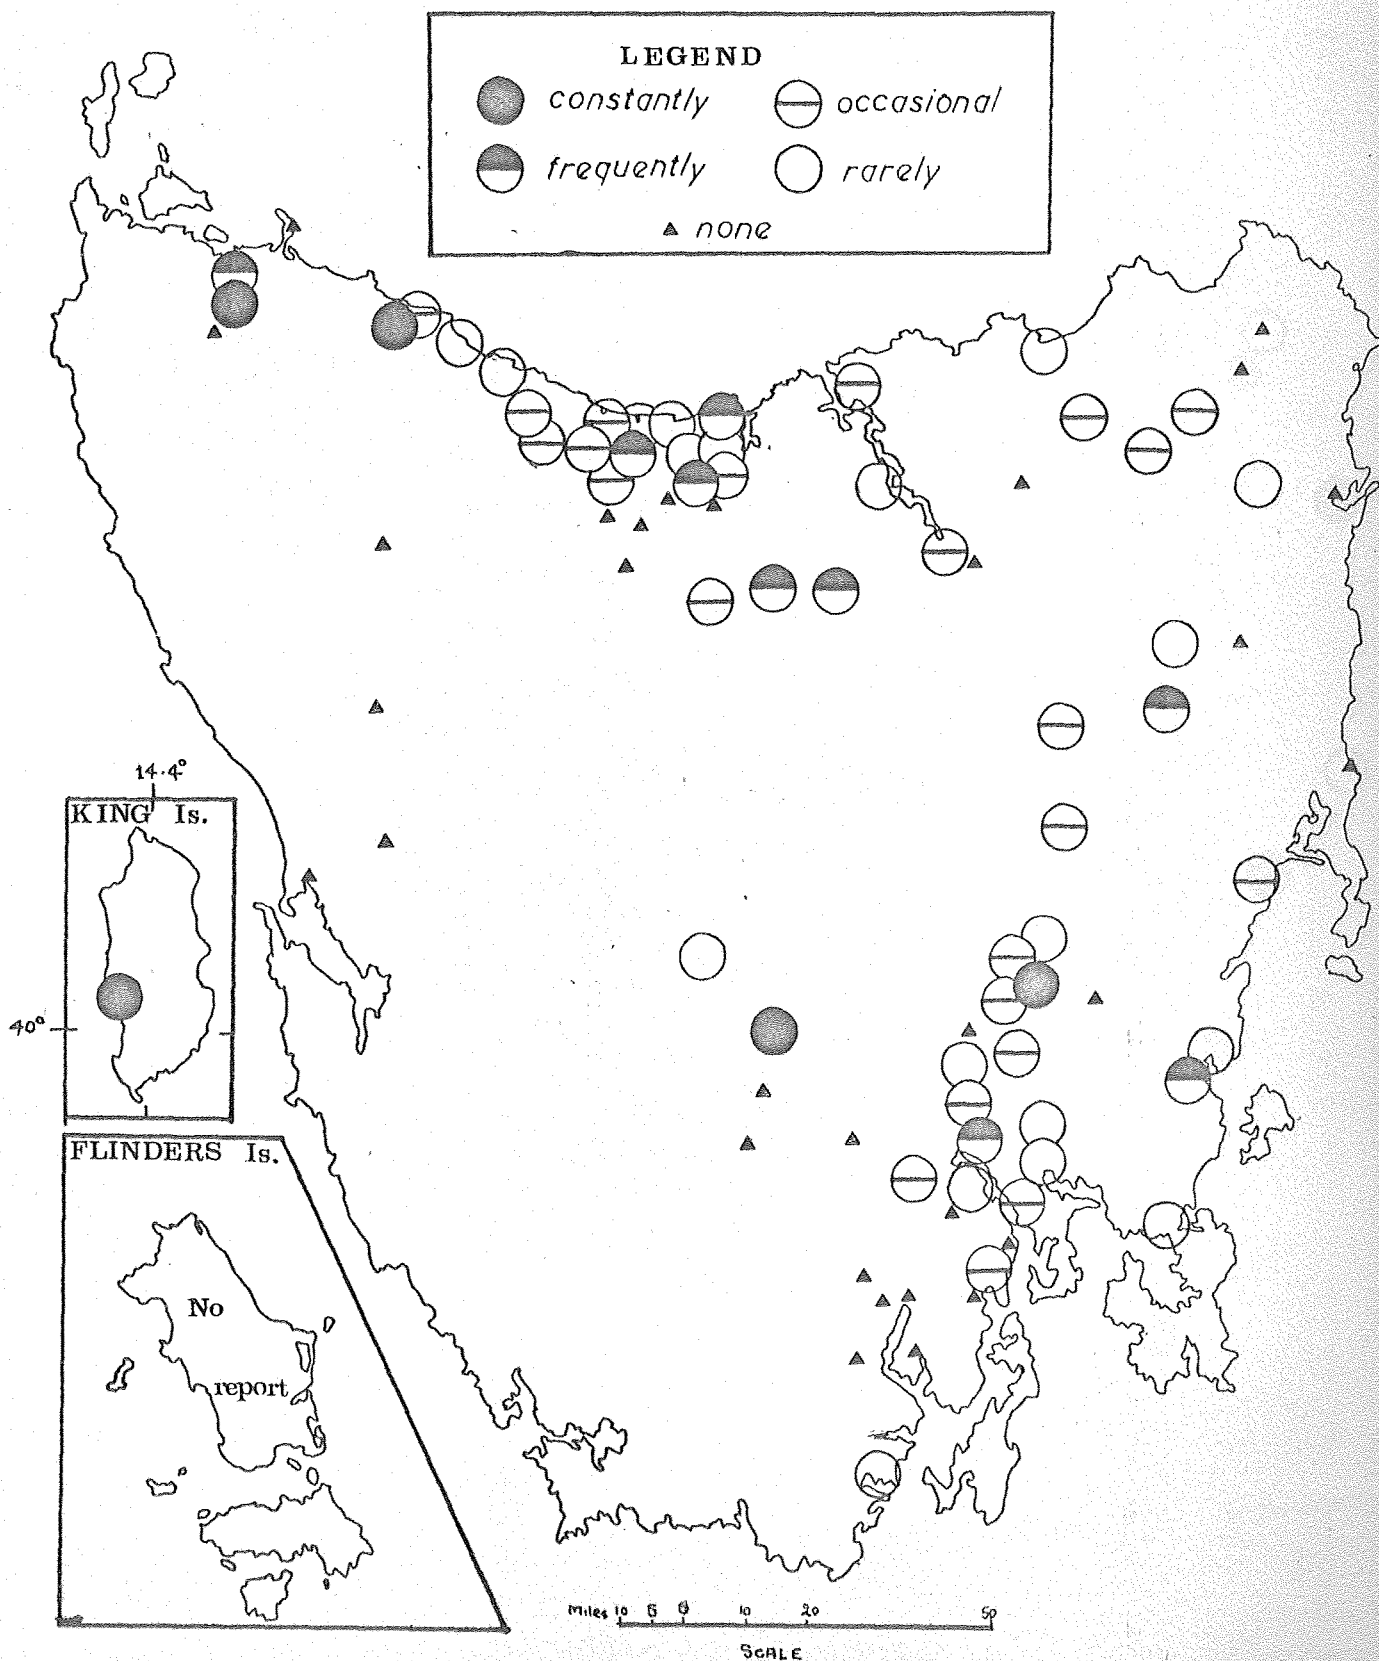 LEGEND
constantly occasional
frequently rarely
none
14.4°
KING Is.
40°
FLINDERS Is.
No
report
Miles 10 5 0 10 20 50
SCALE